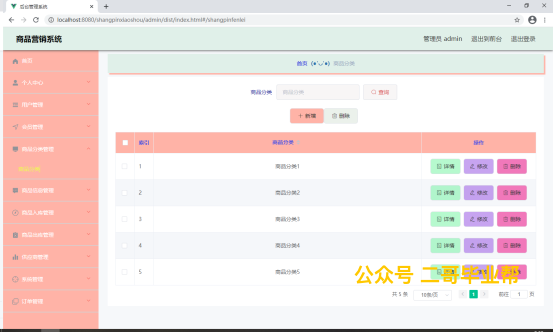 后台管理系统
localhost:8080/shangpinxiaoshou/admin/dist/index.html#/shangpinfenlei
商品营销系统
管理员 admin 退出到前台 退出登录
首页
个人中心
用户管理
会员管理
商品分类管理
商品分类
商品信息管理
商品入库管理
商品出库管理
供应商管理
系统管理
订单管理
首页 (●'◡'●) 商品分类
商品分类 商品分类 查询
+ 新增 删除
索引 商品分类 操作
1 商品分类1 详情 修改 删除
2 商品分类2 详情 修改 删除
3 商品分类3 详情 修改 删除
4 商品分类4 详情 修改 删除
5 商品分类5 详情 修改 删除
公众号 二哥毕业帮
共 5 条 10条/页 < 1 > 前往 1 页